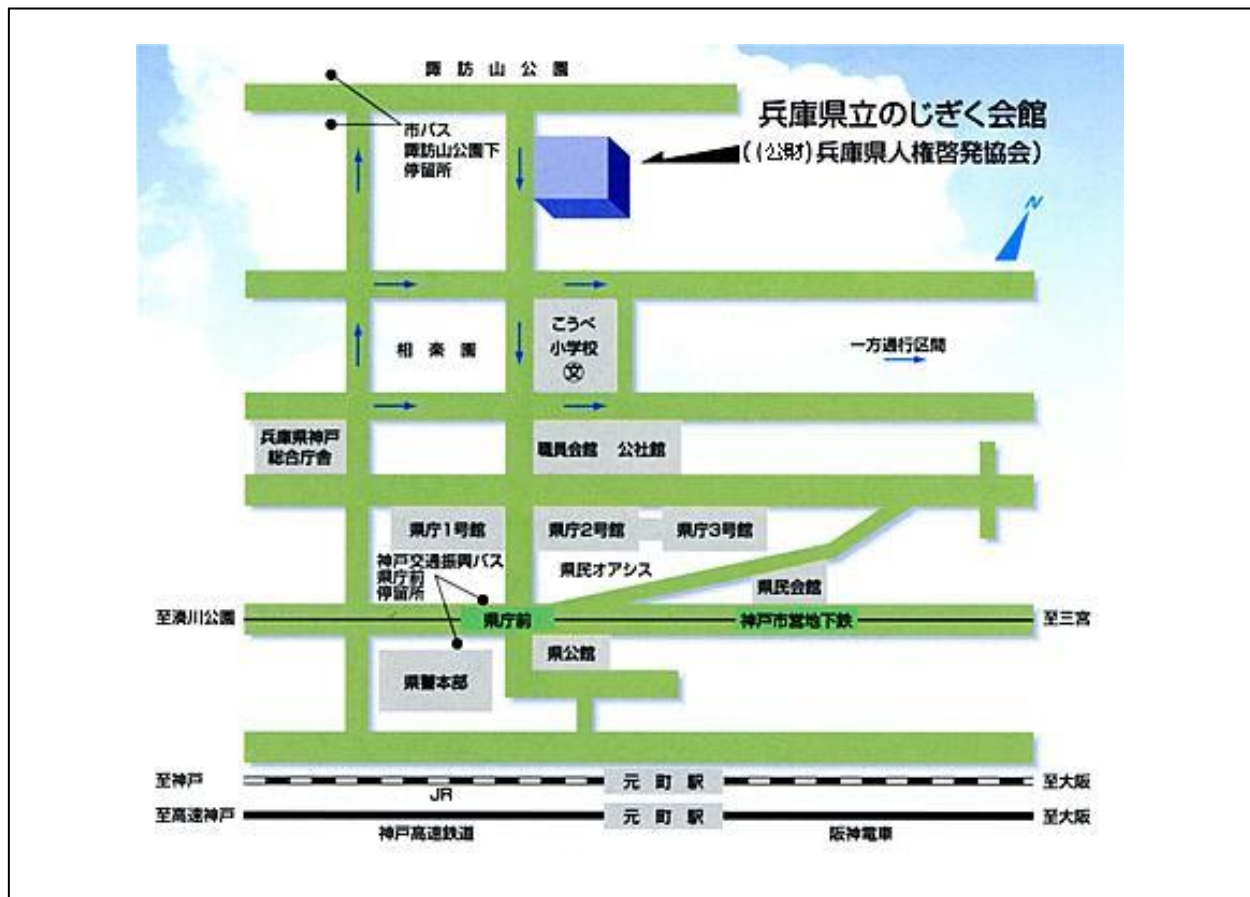 諏訪山公園
市バス
諏訪山公園下
停留所
兵庫県立のじぎく会館
((公財)兵庫県人権啓発協会)
N
こうべ
小学校
文
相楽園
一方通行区間
兵庫県神戸
総合庁舎
職員会館 公社館
県庁1号館
県庁2号館
県庁3号館
神戸交通振興バス
県庁前
停留所
県民オアシス
県民会館
至湊川公園
県庁前
神戸市営地下鉄
至三宮
県公館
県警本部
至神戸
元町駅
至大阪
JR
至高速神戸
元町駅
至大阪
神戸高速鉄道
阪神電車